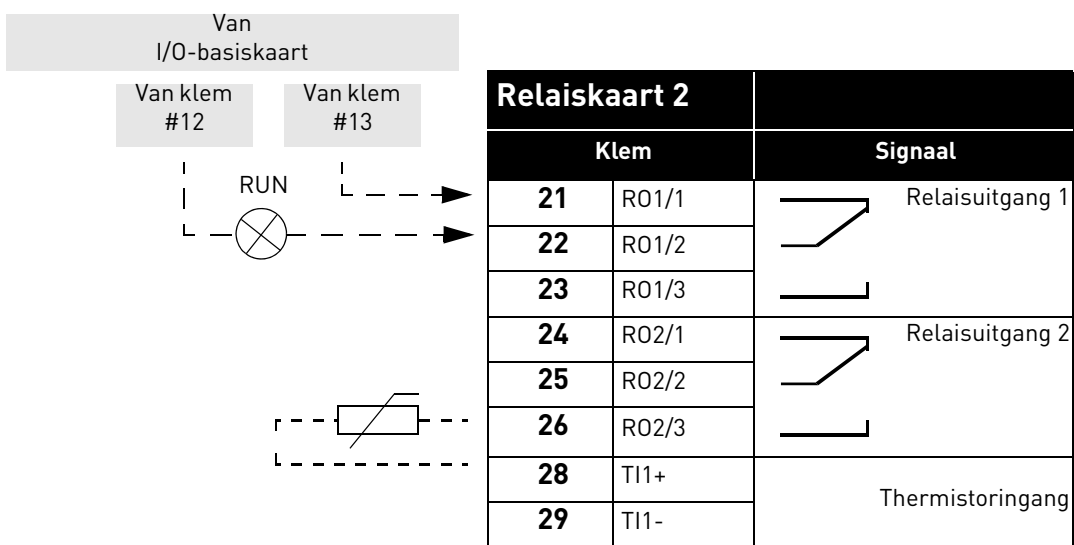 Van
I/O-basiskaart
Van klem
#12
Van klem
#13
RUN
Relaiskaart 2
Klem Signaal
21 RO1/1 Relaisuitgang 1
22 RO1/2
23 RO1/3
24 RO2/1 Relaisuitgang 2
25 RO2/2
26 RO2/3
28 TI1+
Thermistoringang
29 TI1-